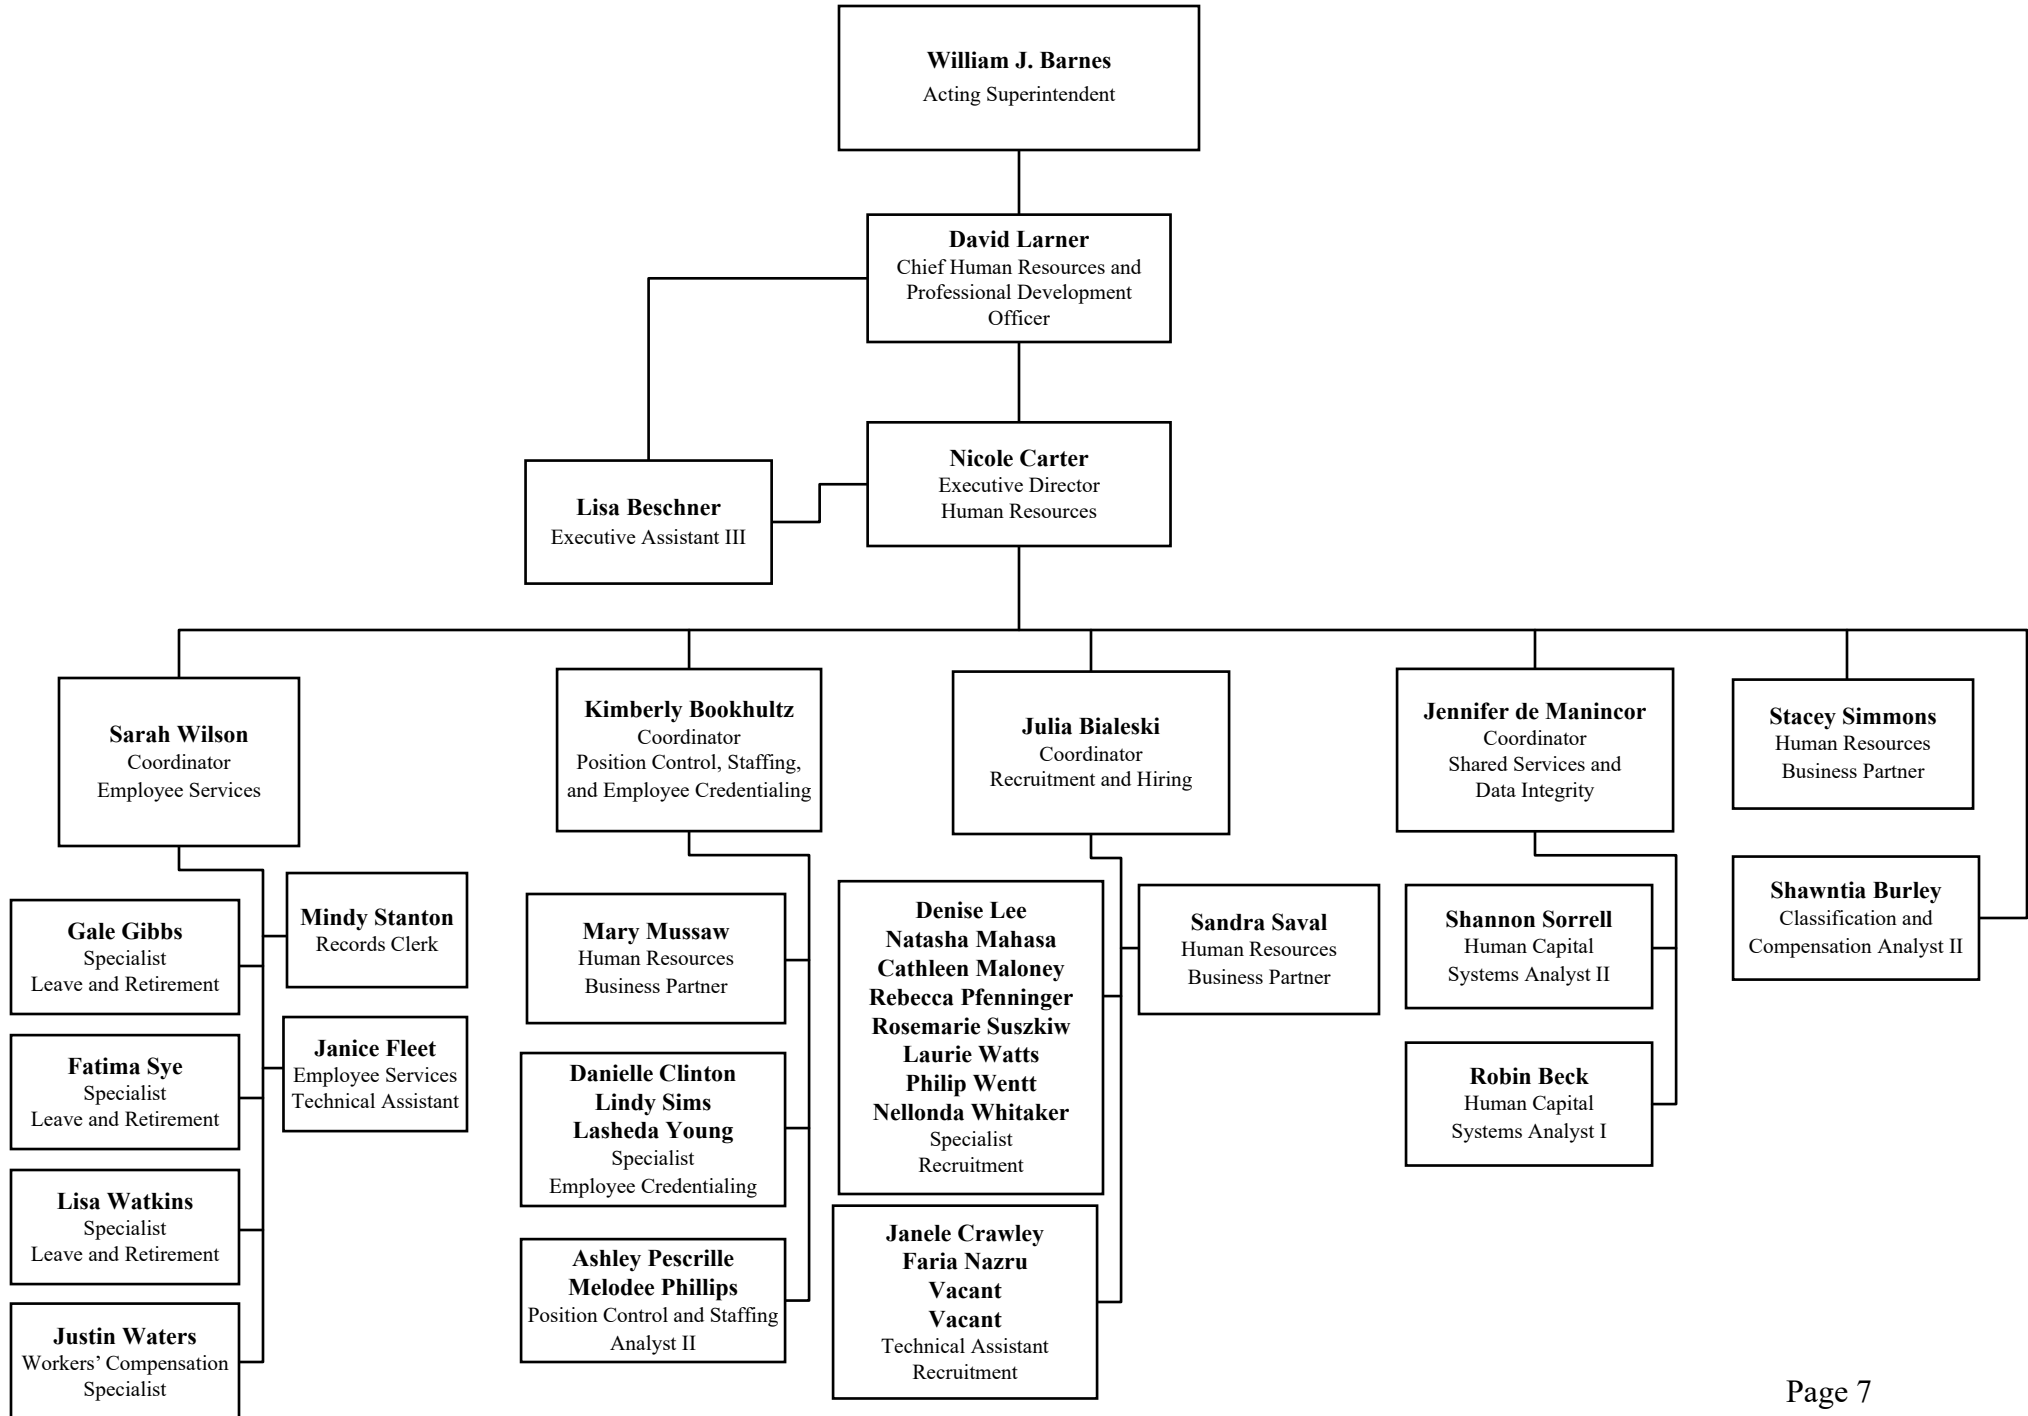 William J. Barnes
Acting Superintendent
David Larner
Chief Human Resources and
Professional Development
Officer
Nicole Carter
Executive Director
Human Resources
Lisa Beschner
Executive Assistant III
Sarah Wilson
Coordinator
Employee Services
Kimberly Bookhultz
Coordinator
Position Control, Staffing,
and Employee Credentialing
Julia Bialeski
Coordinator
Recruitment and Hiring
Jennifer de Manincor
Coordinator
Shared Services and
Data Integrity
Stacey Simmons
Human Resources
Business Partner
Shawntia Burley
Classification and
Compensation Analyst II
Gale Gibbs
Specialist
Leave and Retirement
Mindy Stanton
Records Clerk
Fatima Sye
Specialist
Leave and Retirement
Janice Fleet
Employee Services
Technical Assistant
Lisa Watkins
Specialist
Leave and Retirement
Justin Waters
Workers’ Compensation
Specialist
Mary Mussaw
Human Resources
Business Partner
Danielle Clinton
Lindy Sims
Lasheda Young
Specialist
Employee Credentialing
Ashley Pescrille
Melodee Phillips
Position Control and Staffing
Analyst II
Denise Lee
Natasha Mahasa
Cathleen Maloney
Rebecca Pfenninger
Rosemarie Suszkiw
Laurie Watts
Philip Wentt
Nellonda Whitaker
Specialist
Recruitment
Sandra Saval
Human Resources
Business Partner
Janele Crawley
Faria Nazru
Vacant
Vacant
Technical Assistant
Recruitment
Shannon Sorrell
Human Capital
Systems Analyst II
Robin Beck
Human Capital
Systems Analyst I
Page 7